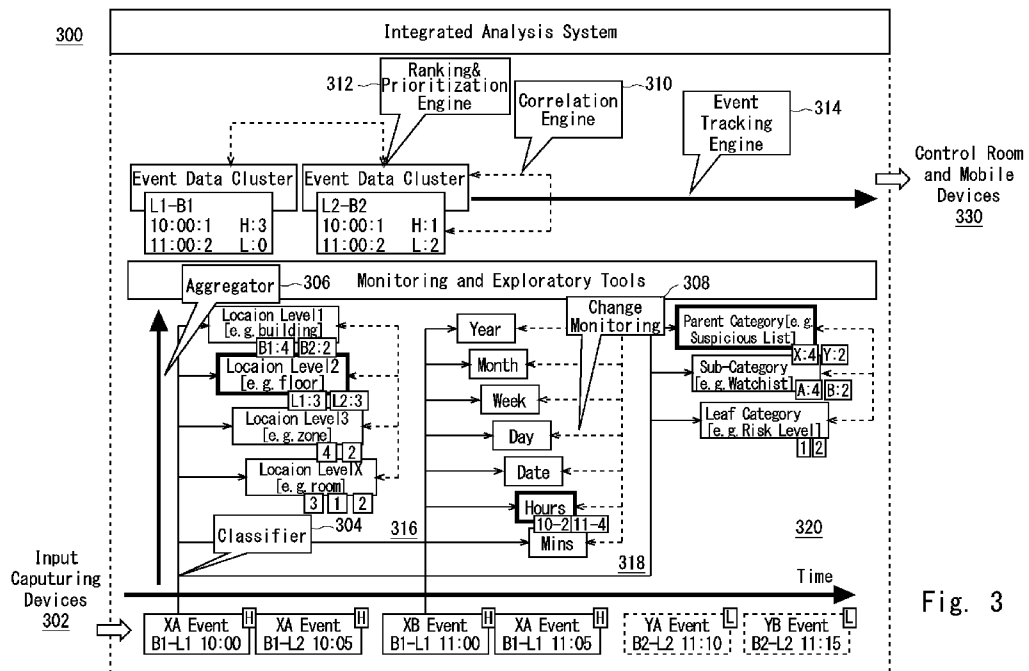 300
Integrated Analysis System
312
Ranking&
Prioritization
Engine
310
Correlation
Engine
314
Event
Tracking
Engine
Control Room
and Mobile
Devices
330
Event Data Cluster
L1-B1
10:00:1 H:3
11:00:2 L:0
Event Data Cluster
L2-B2
10:00:1 H:1
11:00:2 L:2
Monitoring and Exploratory Tools
Aggregator
306
308
Change
Monitoring
Locaion Level1
[e.g.building]
B1:4 B2:2
Locaion Level2
[e.g.floor]
L1:3 L2:3
Locaion Level3
[e.g.zone]
4 2
Locaion LevelX
[e.g.room]
3 1 2
Classifier
304
316
Year
Month
Week
Day
Date
Hours
10-2 11-4
Mins
318
Parent Category[e.g.
Suspicious List]
X:4 Y:2
Sub-Category
[e.g.Watchist]
A:4 B:2
Leaf Category
[e.g.Risk Level]
1 2
320
Time
Input
Caputuring
Devices
302
XA Event H
B1-L1 10:00
XA Event H
B1-L2 10:05
XB Event H
B1-L1 11:00
XA Event H
B1-L1 11:05
YA Event L
B2-L2 11:10
YB Event L
B2-L2 11:15
Fig. 3